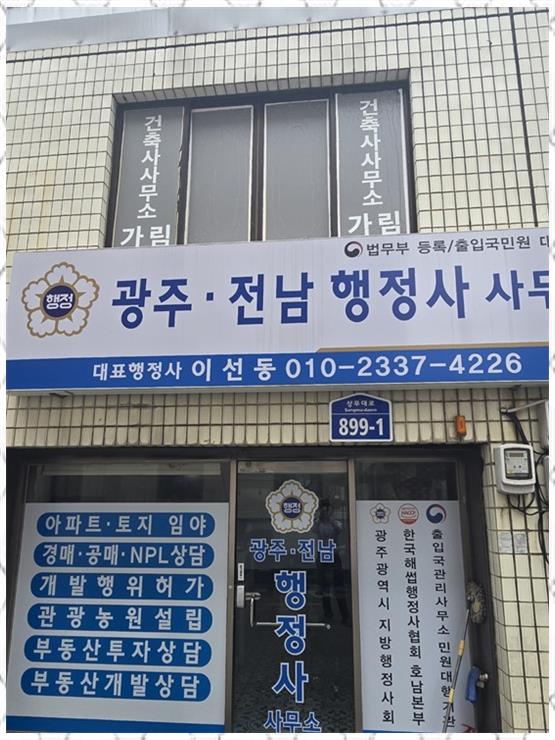 건축사사무소
가림
건축사사무소
가림
법무부 등록/출입국민원 대
행정
광주·전남 행정사 사무
대표행정사 이선동 010-2337-4226
상무대로
Sangmu-daero
899-1
아파트·토지 임야
경매·공매·NPL상담
개발행위허가
관광농원설립
부동산투자상담
부동산개발상담
행정
광주·전남
행정사
사무소
HACCP
출입국관리사무소 민원대행기관
한국해썹행정사협회 호남본부
광주광역시 지방행정사회